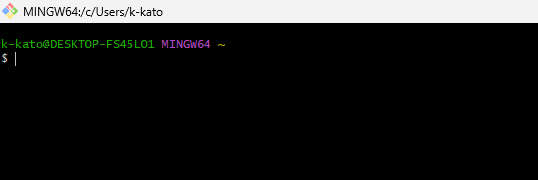 MINGW64:/c/Users/k-kato
k-kato@DESKTOP-FS45LO1 MINGW64 ~
$